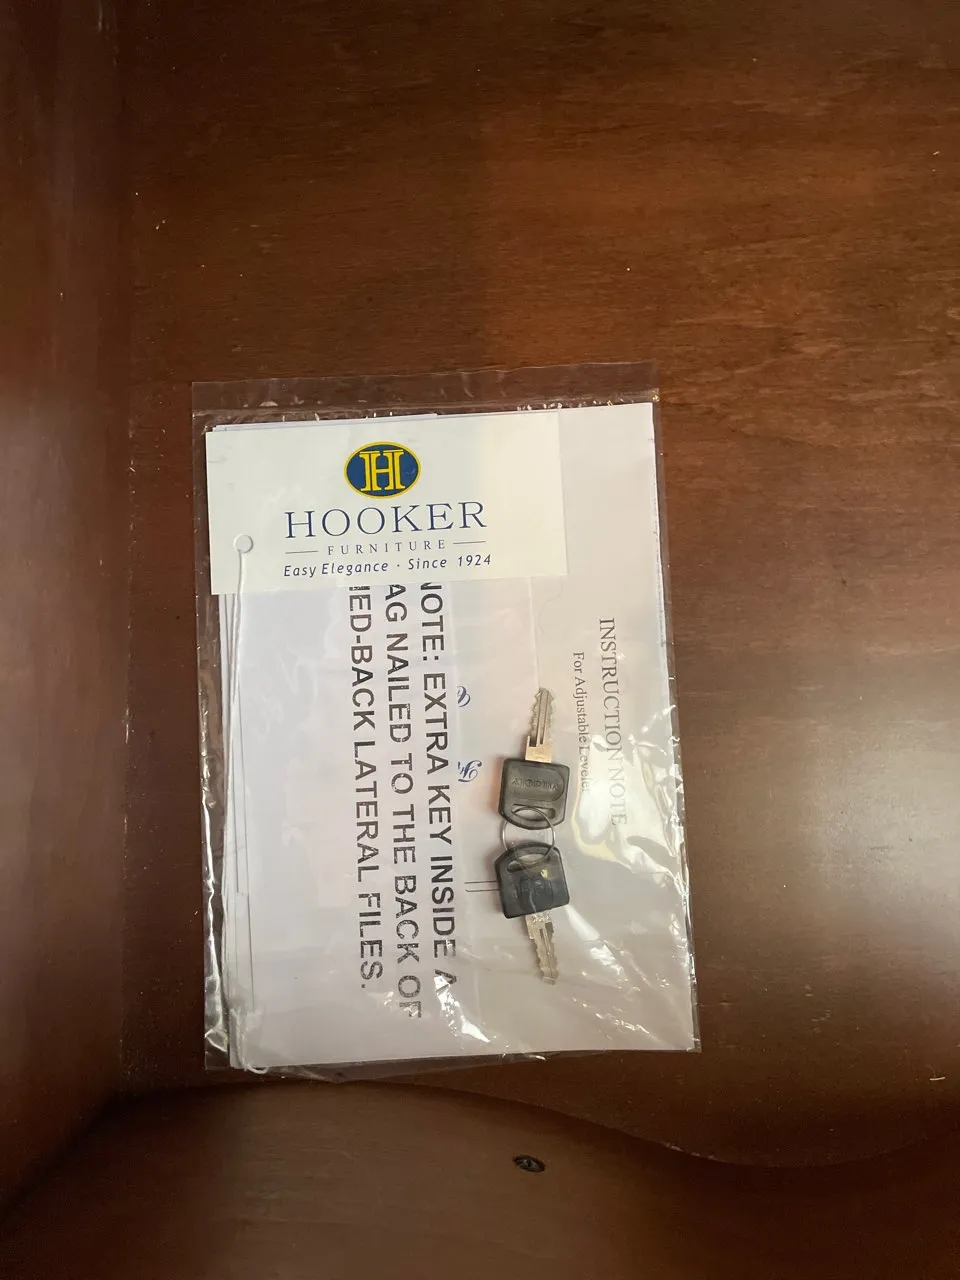 H
HOOKER
FURNITURE
Easy Elegance · Since 1924
NOTE: EXTRA KEY INSIDE A
AG NAILED TO THE BACK OF
IED-BACK LATERAL FILES.
INSTRUCTION NOTE
For Adjustable Leveler